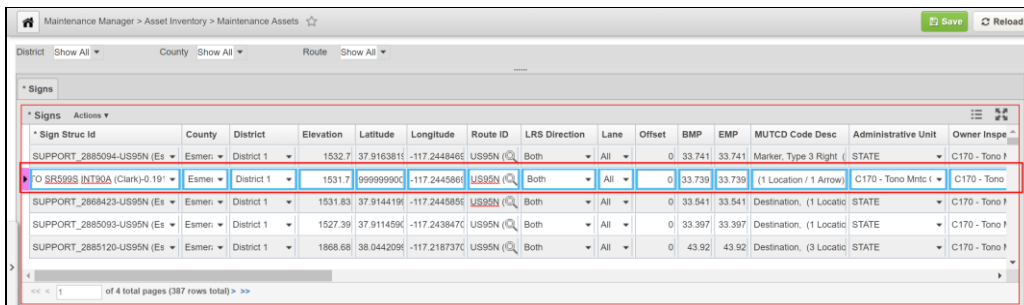 Maintenance Manager > Asset Inventory > Maintenance Assets
Save
Reload
District Show All County Show All Route Show All
* Signs
* Signs Actions
* Sign Struc Id County District Elevation Latitude Longitude Route ID LRS Direction Lane Offset BMP EMP MUTCD Code Desc Administrative Unit Owner Inspe
SUPPORT_2885094-US95N (Es Esmer District 1 1532.7 37.9163819 -117.2448469 US95N ( Both All 0 33.741 33.741 Marker, Type 3 Right ( STATE C170 - Tono M
TO SR599S INT90A (Clark)-0.191 Esmer District 1 1531.7 999999900 -117.2445869 US95N ( Both All 0 33.739 33.739 (1 Location / 1 Arrow) C170 - Tono Mntc ( C170 - Tono
SUPPORT_2868423-US95N (Es Esmer District 1 1531.83 37.9144199 -117.2445859 US95N ( Both All 0 33.541 33.541 Destination, (1 Locatio STATE C170 - Tono M
SUPPORT_2885093-US95N (Es Esmer District 1 1527.39 37.9114590 -117.2438470 US95N ( Both All 0 33.397 33.397 Destination, (1 Locatio STATE C170 - Tono M
SUPPORT_2885120-US95N (Es Esmer District 1 1868.68 38.0442099 -117.2187370 US95N ( Both All 0 43.92 43.92 Destination, (3 Locatio STATE C170 - Tono M
<< < 1 of 4 total pages (387 rows total) > >>